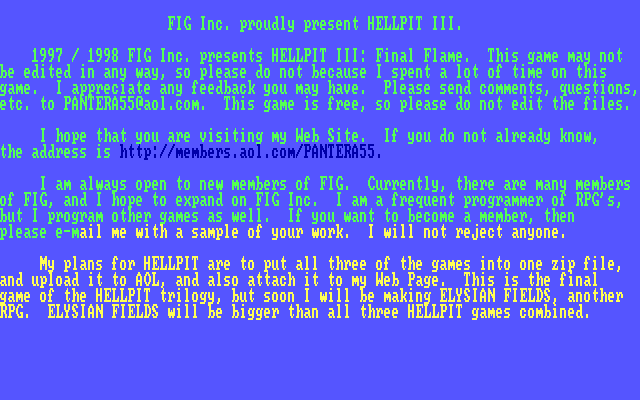 FIG Inc. proudly present HELLPIT III.
1997 / 1998 FIG Inc. presents HELLPIT III: Final Flame.  This game may not
be edited in any way, so please do not because I spent a lot of time on this
game.  I appreciate any feedback you may have.  Please send comments, questions,
etc. to PANTERA55@aol.com.  This game is free, so please do not edit the files.
I hope that you are visiting my Web Site.  If you do not already know,
the address is http://members.aol.com/PANTERA55.
I am always open to new members of FIG.  Currently, there are many members
of FIG, and I hope to expand on FIG Inc.  I am a frequent programmer of RPG's,
but I program other games as well.  If you want to become a member, then
please e-mail me with a sample of your work.  I will not reject anyone.
My plans for HELLPIT are to put all three of the games into one zip file,
and upload it to AOL, and also attach it to my Web Page.  This is the final
game of the HELLPIT trilogy, but soon I will be making ELYSIAN FIELDS, another
RPG.  ELYSIAN FIELDS will be bigger than all three HELLPIT games combined.